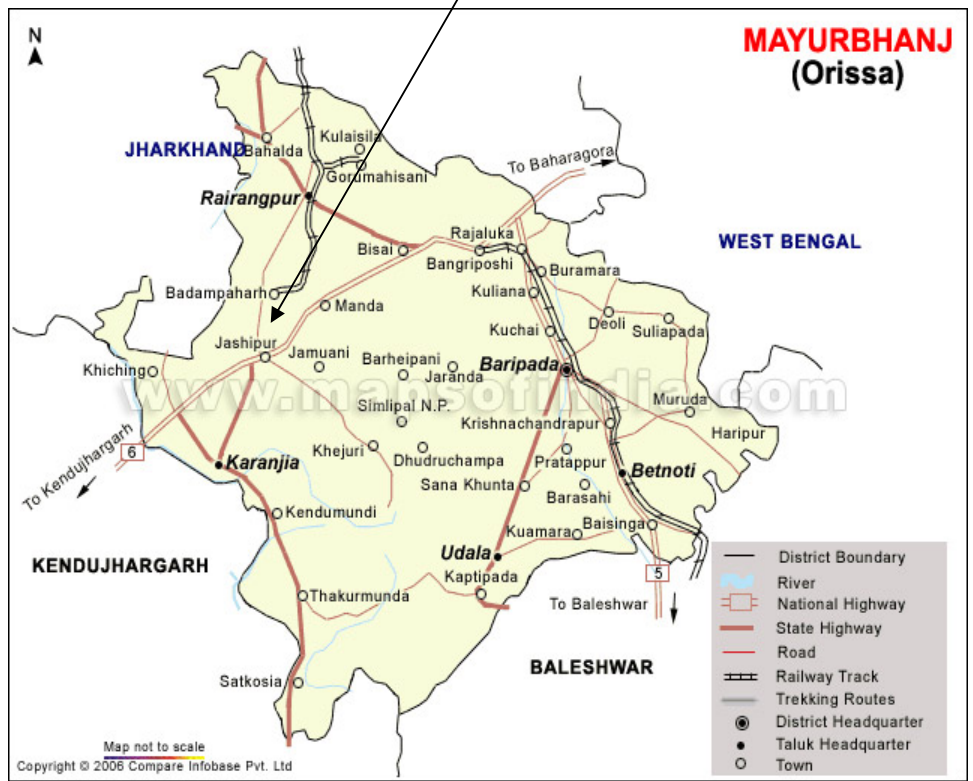 N
MAYURBHANJ
(Orissa)
Kulaisila
JHARKHAND
Bahalda
Gorumahisani
To Baharagora
Rairangpur
Rajaluka
WEST BENGAL
Bisai
Bangriposhi
Buramara
Badampaharh
Kuliana
Manda
Deoli
Suliapada
Kuchai
Jashipur
Jamuani
Barheipani
Baripada
Khiching
Jaranda
www.mapsofindia.com
Muruda
Simlipal N.P.
Krishnachandrapur
Haripur
To Kendujhargarh
6
Khejuri
Dhudruchampa
Pratappur
Karanjia
Betnoti
Sana Khunta
Barasahi
Kendumundi
Kuamara
Baisinga
Udala
KENDUJHARGARH
Kaptipada
5
Thakurmunda
To Baleshwar
BALESHWAR
Satkosia
District Boundary
River
National Highway
State Highway
Road
Railway Track
Trekking Routes
District Headquarter
Taluk Headquarter
Town
Map not to scale
Copyright © 2006 Compare Infobase Pvt. Ltd